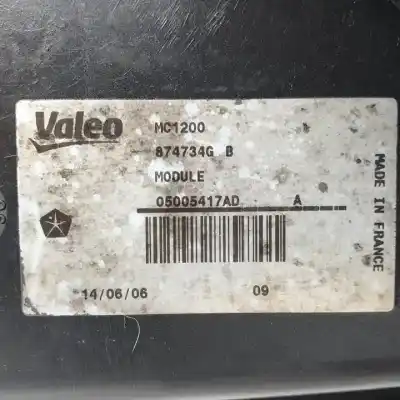 Valeo
MC1200
874734G B
MODULE
05005417AD A
14/06/06 09
MADE IN FRANCE